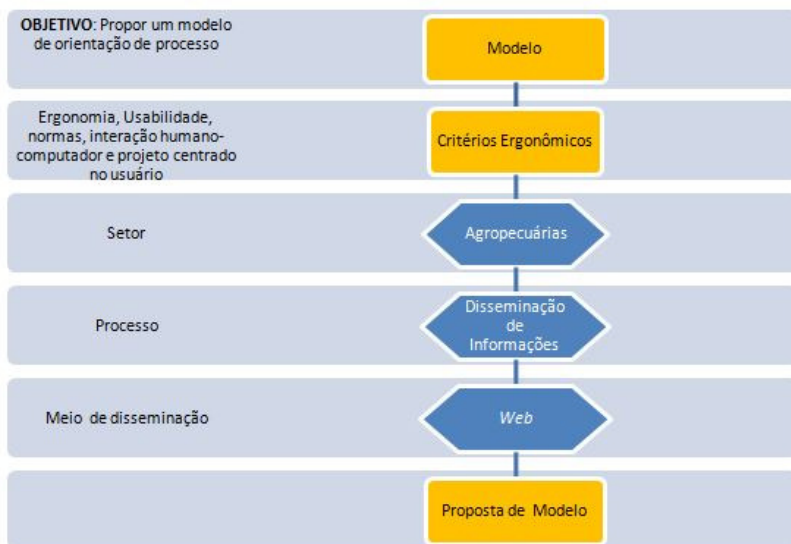 OBJETIVO: Propor um modelo
de orientação de processo
Modelo
Ergonomia, Usabilidade,
normas, interação humano-
computador e projeto centrado
no usuário
Critérios Ergonômicos
Setor
Agropecuárias
Processo
Disseminação
de
Informações
Meio de disseminação
Web
Proposta de Modelo